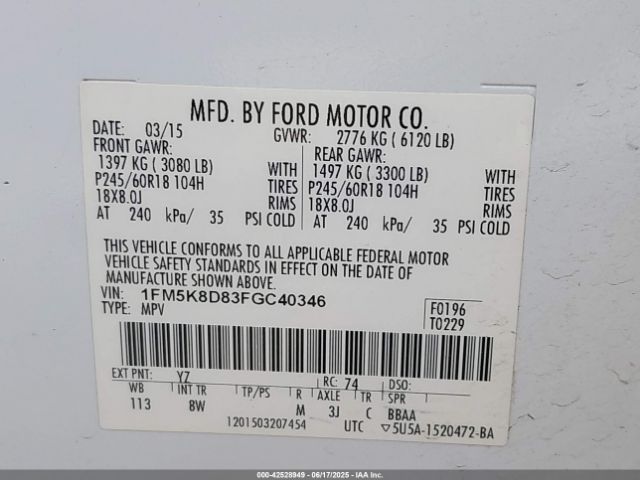 MFD. BY FORD MOTOR CO.
DATE: 03/15 GVWR: 2776 KG ( 6120 LB)
FRONT GAWR: REAR GAWR:
1397 KG ( 3080 LB) WITH 1497 KG ( 3300 LB) WITH
P245/60R18 104H TIRES P245/60R18 104H TIRES
18X8.0J RIMS 18X8.0J RIMS
AT 240 kPa/ 35 PSI COLD AT 240 kPa/ 35 PSI COLD
THIS VEHICLE CONFORMS TO ALL APPLICABLE FEDERAL MOTOR
VEHICLE SAFETY STANDARDS IN EFFECT ON THE DATE OF
MANUFACTURE SHOWN ABOVE.
VIN: 1FM5K8D83FGC40346 F0196
TYPE: MPV T0229
EXT PNT: YZ RC: 74 DSO:
WB INT TR TP/PS R AXLE TR SPR
113 8W M 3J C BBAA
1201503207454 UTC ▽5U5A-1520472-BA
000-42528949 - 06/17/2025 - IAAI.COM